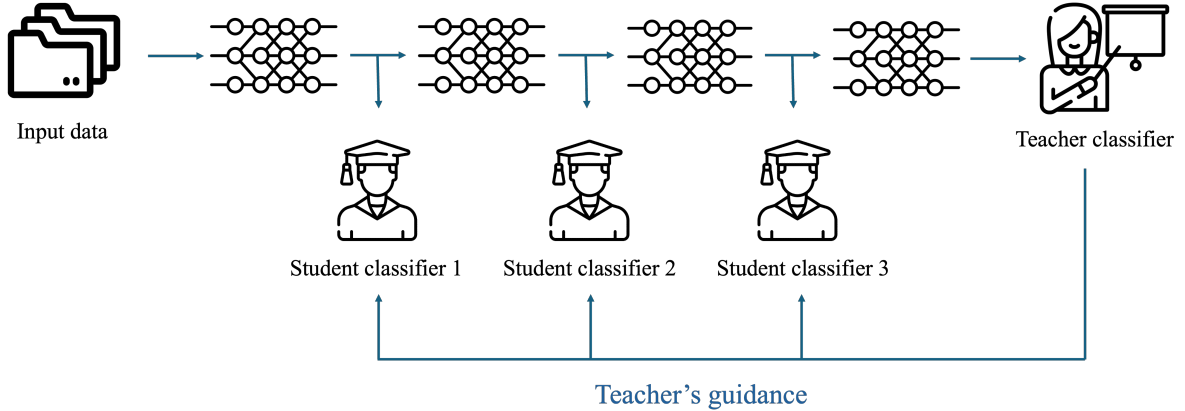 Input data
Teacher classifier
Student classifier 1
Student classifier 2
Student classifier 3
Teacher’s guidance